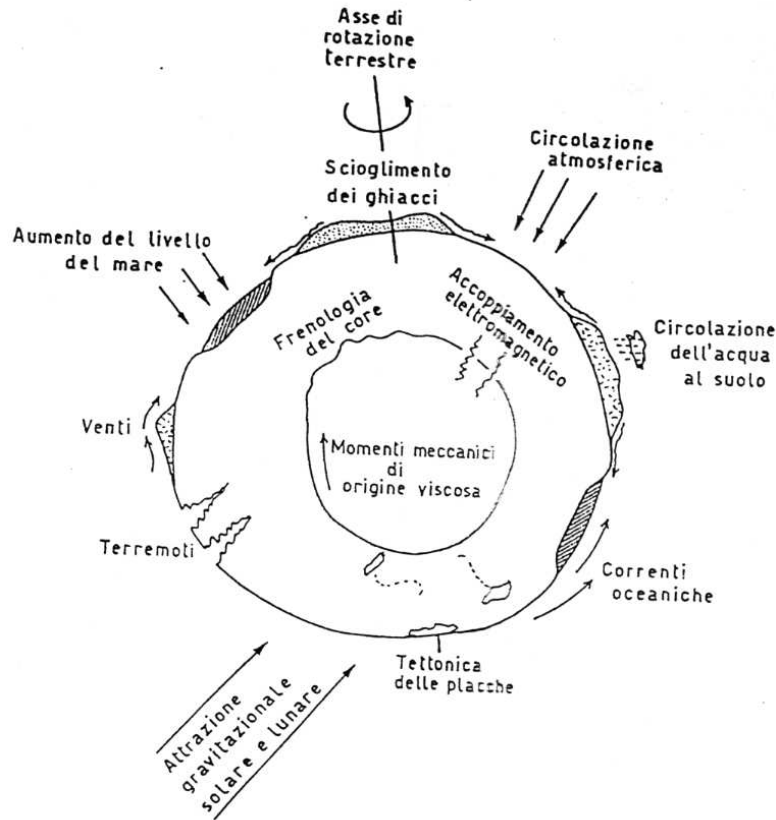 Asse di
rotazione
terrestre
Circolazione
atmosferica
Scioglimento
dei ghiacci
Aumento del livello
del mare
Accoppiamento
elettromagnetico
Frenologia
del core
Circolazione
dell'acqua
al suolo
Venti
Momenti meccanici
di
origine viscosa
Terremoti
Correnti
oceaniche
Tettonica
delle placche
Attrazione
gravitazionale
solare e lunare